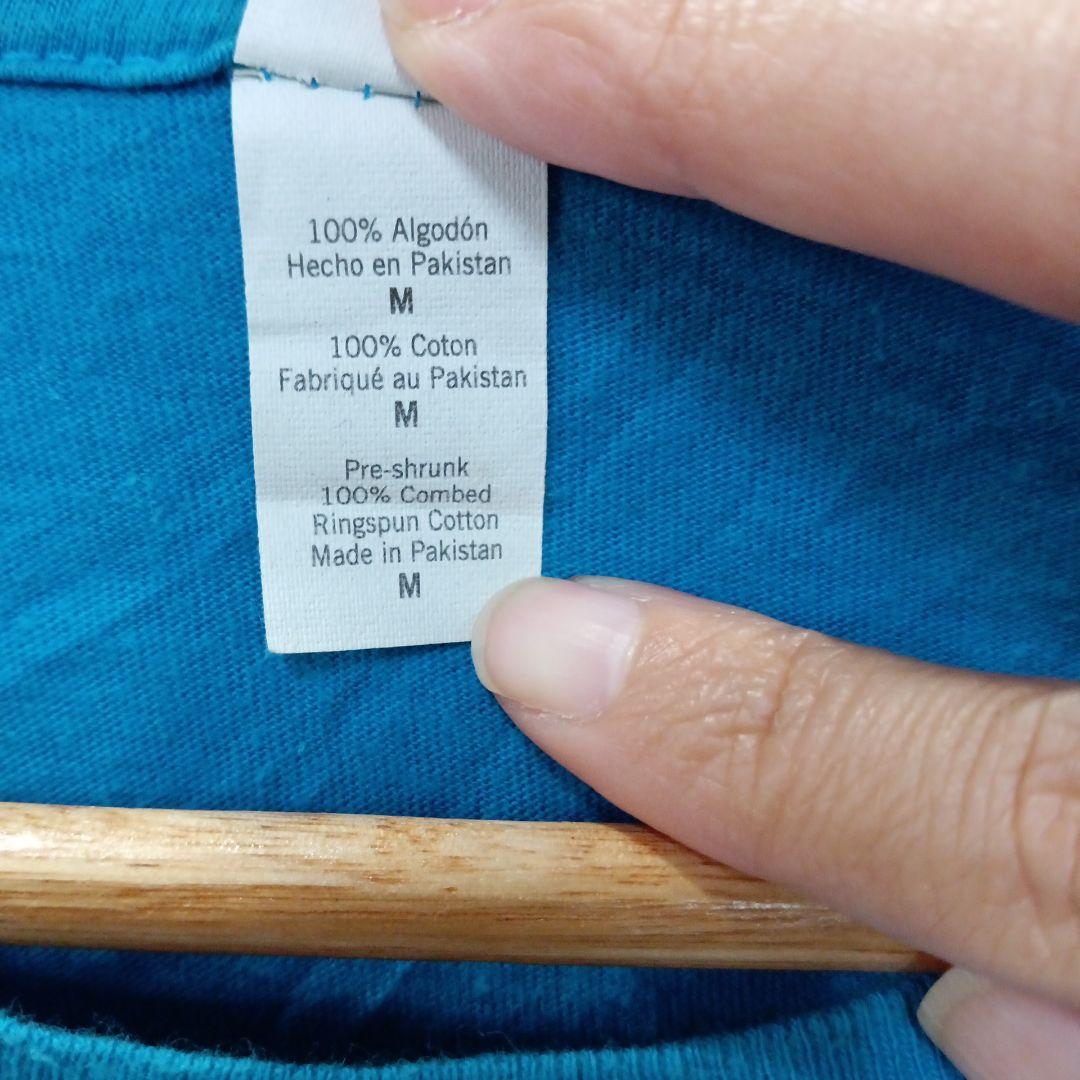 100% Algodón
Hecho en Pakistan
M
100% Coton
Fabriqué au Pakistan
M
Pre-shrunk
100% Combed
Ringspun Cotton
Made in Pakistan
M